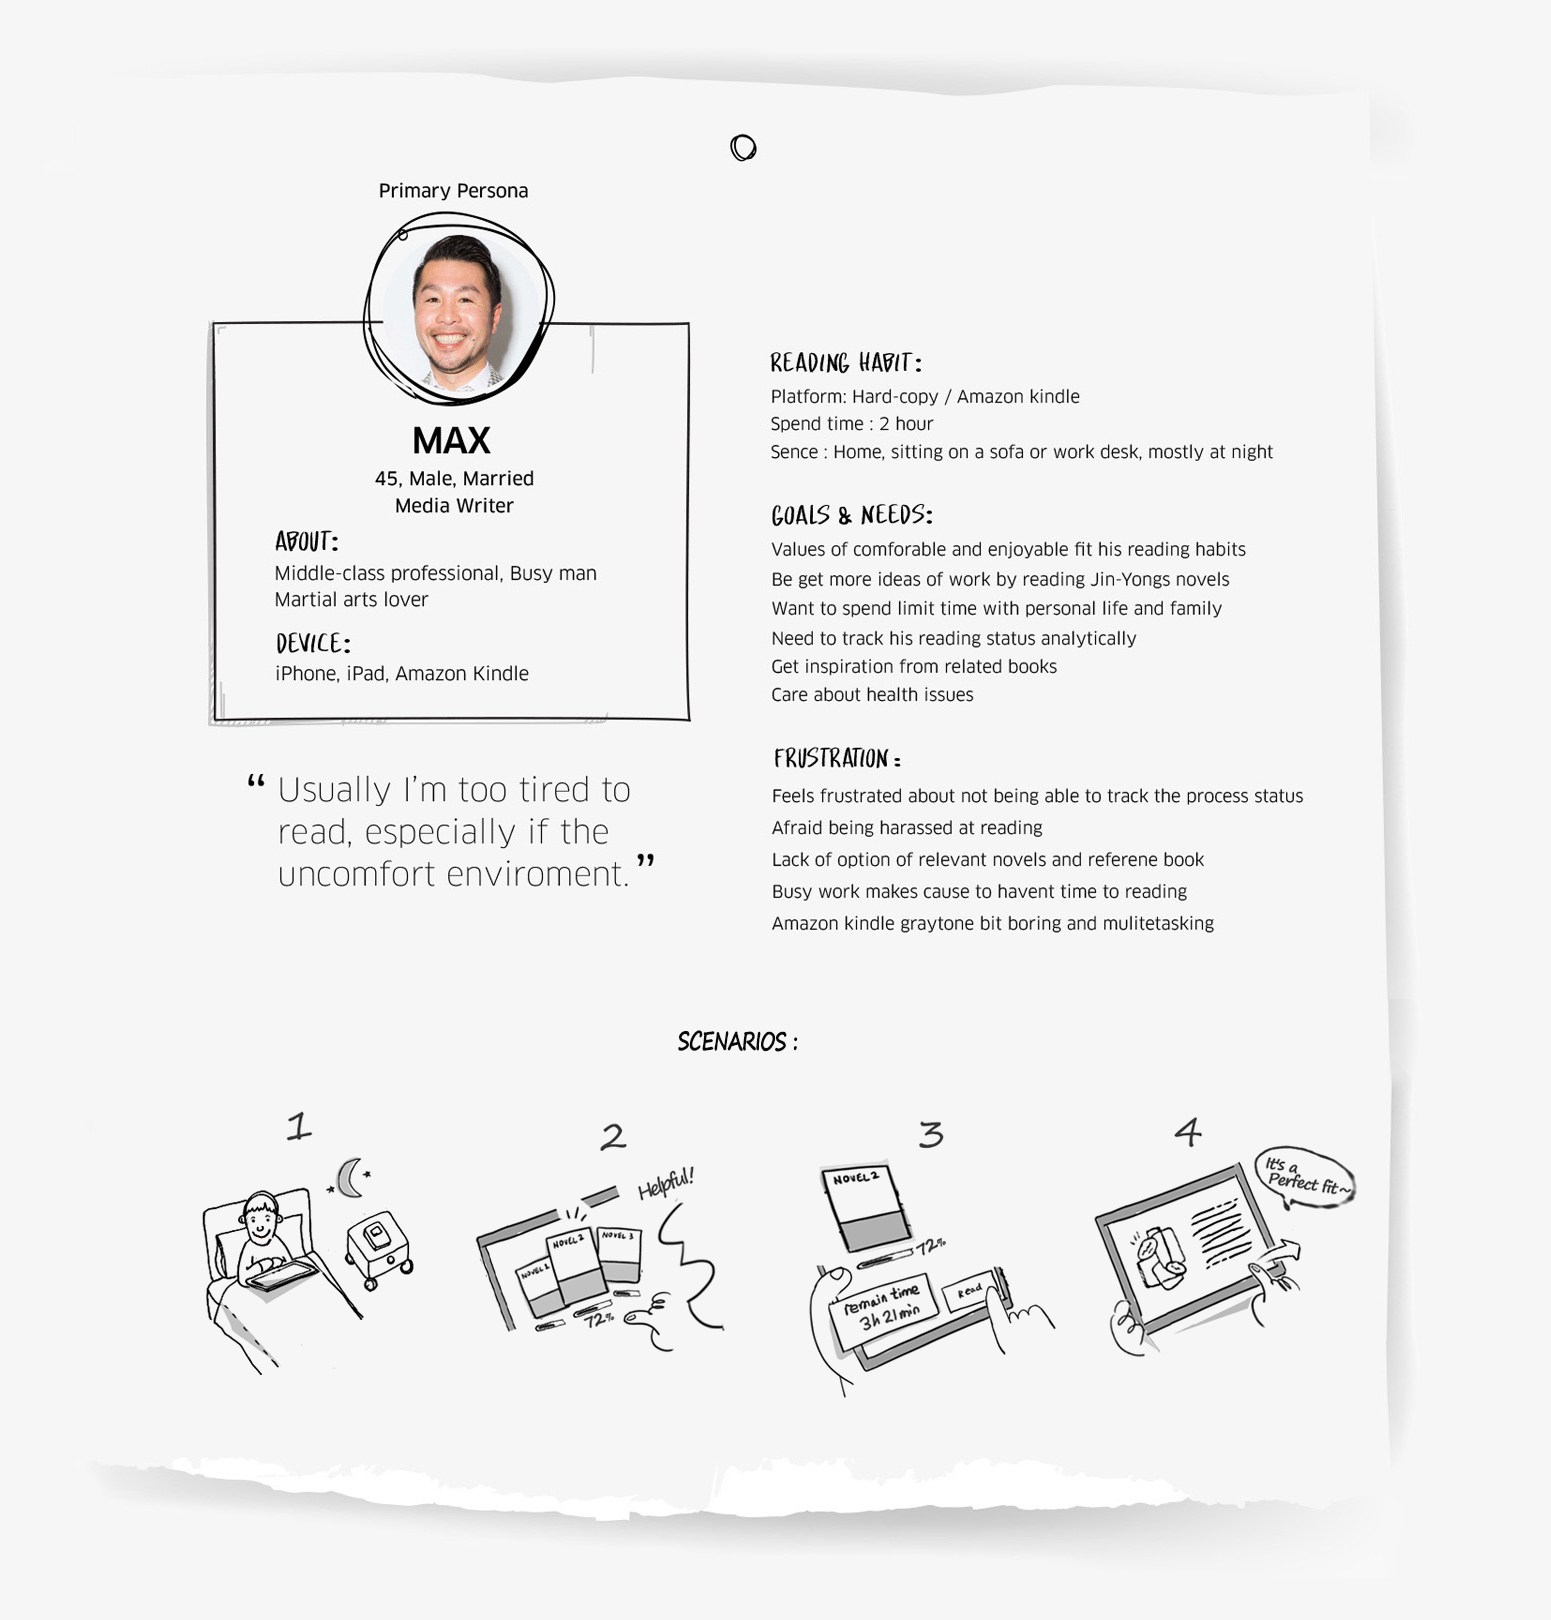 Primary Persona
MAX
45, Male, Married
Media Writer
ABOUT:
Middle-class professional, Busy man
Martial arts lover
DEVICE:
iPhone, iPad, Amazon Kindle
“ Usually I’m too tired to
read, especially if the
uncomfort enviroment. ”
READING HABIT:
Platform: Hard-copy / Amazon kindle
Spend time : 2 hour
Sence : Home, sitting on a sofa or work desk, mostly at night
GOALS & NEEDS:
Values of comforable and enjoyable fit his reading habits
Be get more ideas of work by reading Jin-Yongs novels
Want to spend limit time with personal life and family
Need to track his reading status analytically
Get inspiration from related books
Care about health issues
FRUSTRATION :
Feels frustrated about not being able to track the process status
Afraid being harassed at reading
Lack of option of relevant novels and referene book
Busy work makes cause to havent time to reading
Amazon kindle graytone bit boring and mulitetasking
SCENARIOS :
1
2
Helpful!
NOVEL 1
NOVEL 2
NOVEL 3
72%
3
NOVEL 2
72%
remain time
3h 21min
Read
4
It's a
Perfect fit~